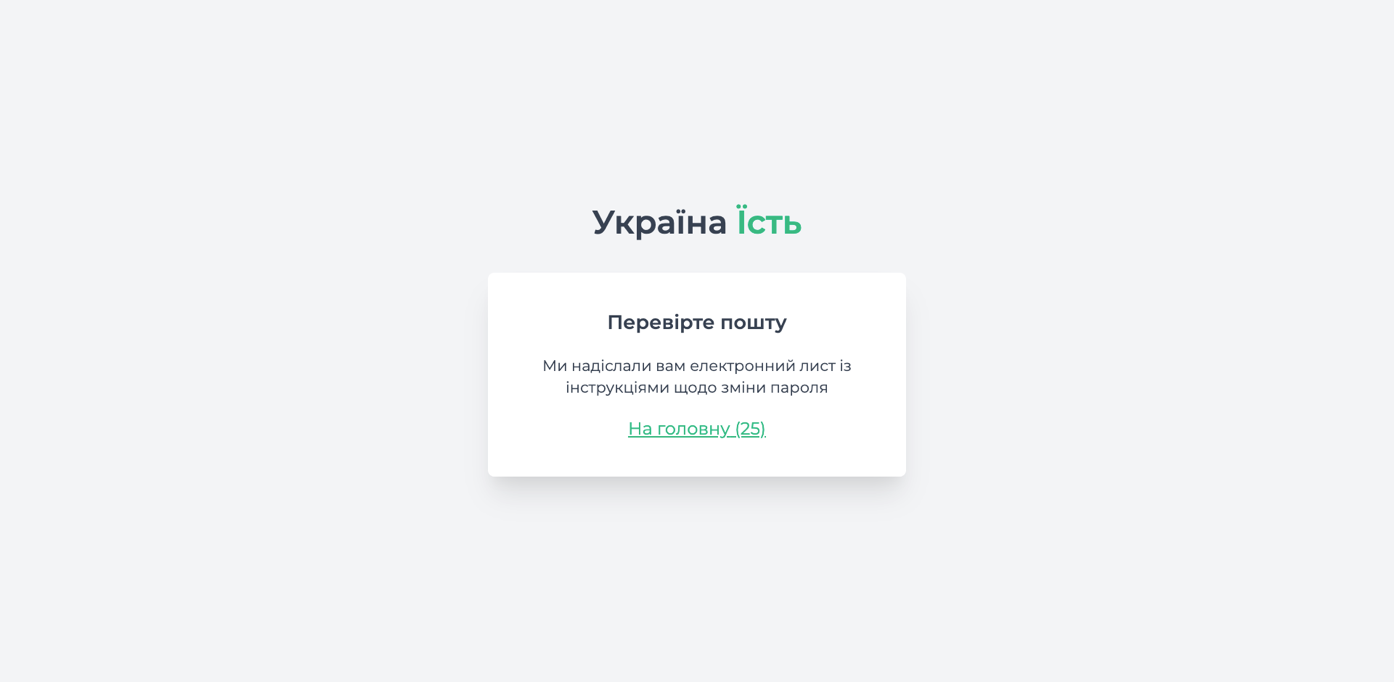 Україна Їсть
Перевірте пошту
Ми надіслали вам електронний лист із
інструкціями щодо зміни пароля
На головну (25)